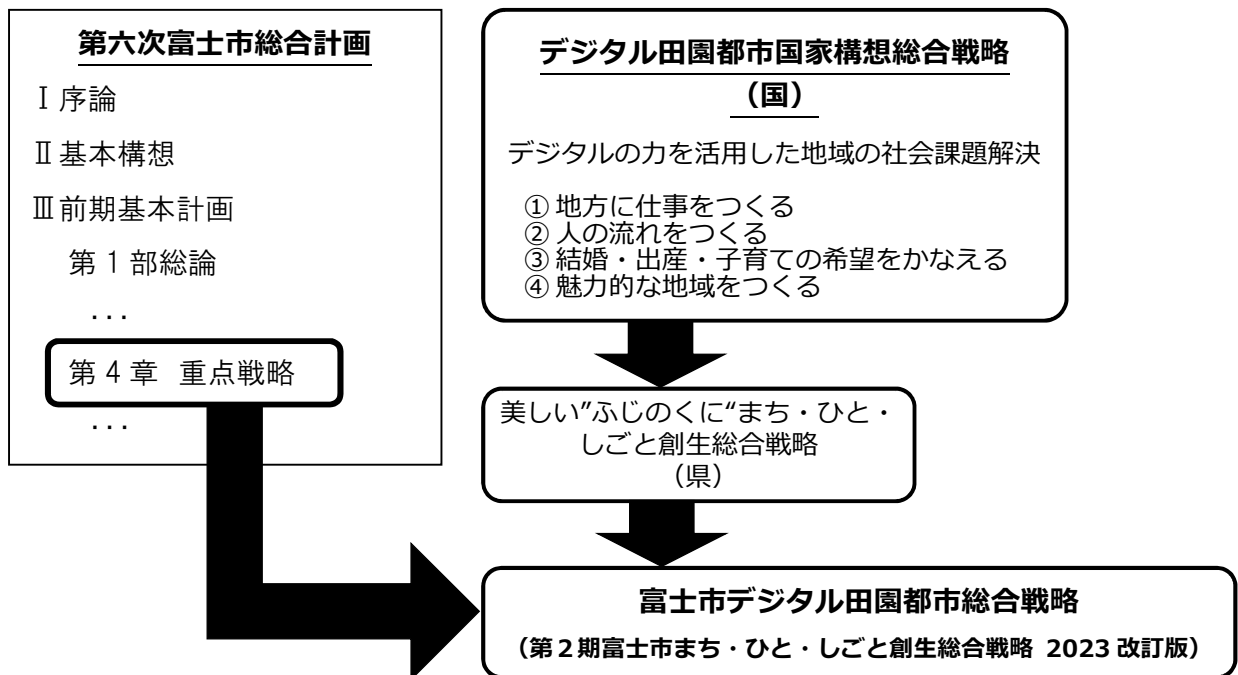 第六次富士市総合計画
Ⅰ序論
Ⅱ基本構想
Ⅲ前期基本計画
第1部総論
...
第4章 重点戦略
...
デジタル田園都市国家構想総合戦略
（国）
デジタルの力を活用した地域の社会課題解決
① 地方に仕事をつくる
② 人の流れをつくる
③ 結婚・出産・子育ての希望をかなえる
④ 魅力的な地域をつくる
美しい”ふじのくに“まち・ひと・
しごと創生総合戦略
（県）
富士市デジタル田園都市総合戦略
（第２期富士市まち・ひと・しごと創生総合戦略 2023 改訂版）